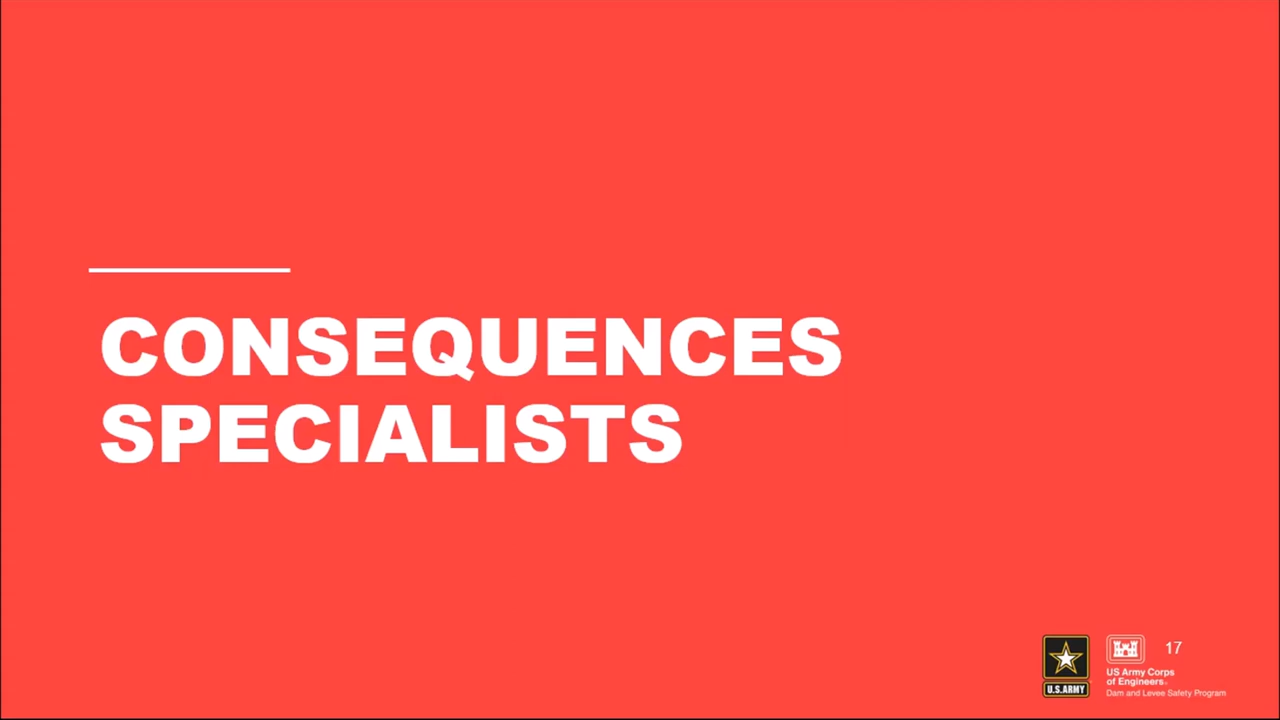 CONSEQUENCES
SPECIALISTS
17
U.S.ARMY
US Army Corps
of Engineers®
Dam and Levee Safety Program